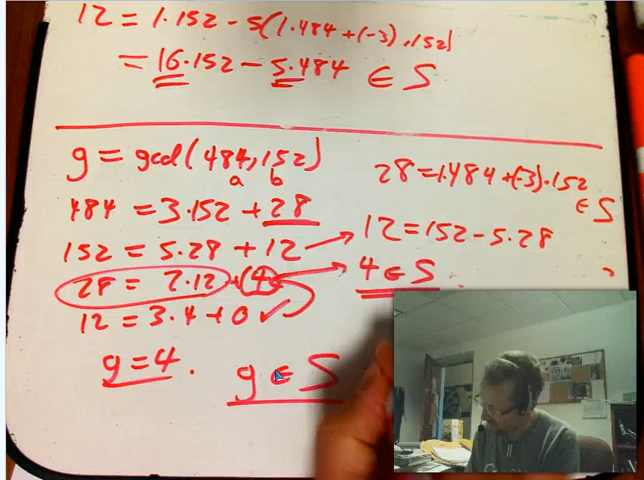 12 = 1.152 - 5(1.484 + (-3).152)
= 16.152 - 5.484 ∈ S
g = gcd(484,152)
a b
28 = 1.484 + (-3).152
∈ S
484 = 3.152 + 28
12 = 152 - 5.28
152 = 5.28 + 12
28 = 2.12 + 4
4 ∈ S
12 = 3.4 + 0 ✓
g = 4.
g ∈ S